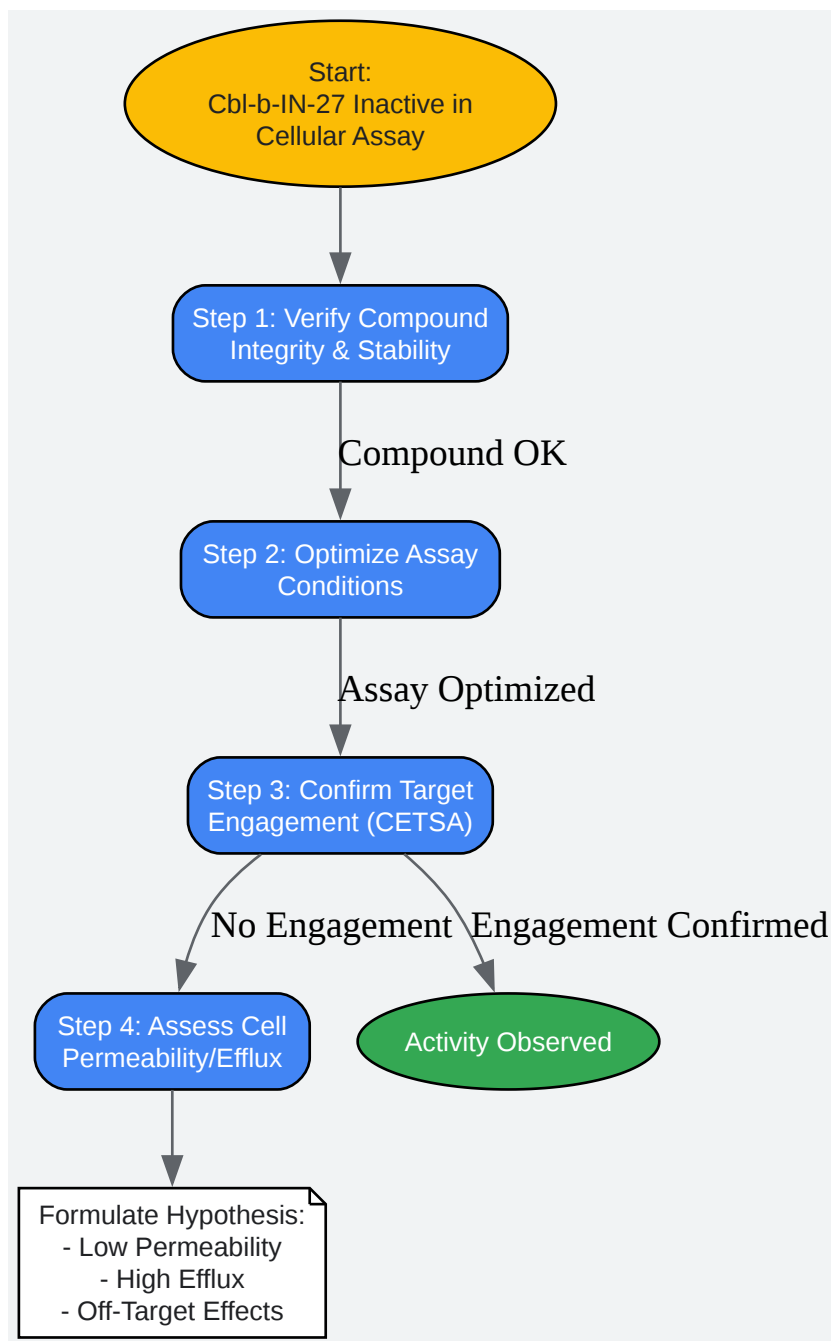 Start:
Cbl-b-IN-27 Inactive in
Cellular Assay
Step 1: Verify Compound
Integrity & Stability
Compound OK
Step 2: Optimize Assay
Conditions
Assay Optimized
Step 3: Confirm Target
Engagement (CETSA)
No Engagement
Engagement Confirmed
Step 4: Assess Cell
Permeability/Efflux
Activity Observed
Formulate Hypothesis:
- Low Permeability
- High Efflux
- Off-Target Effects